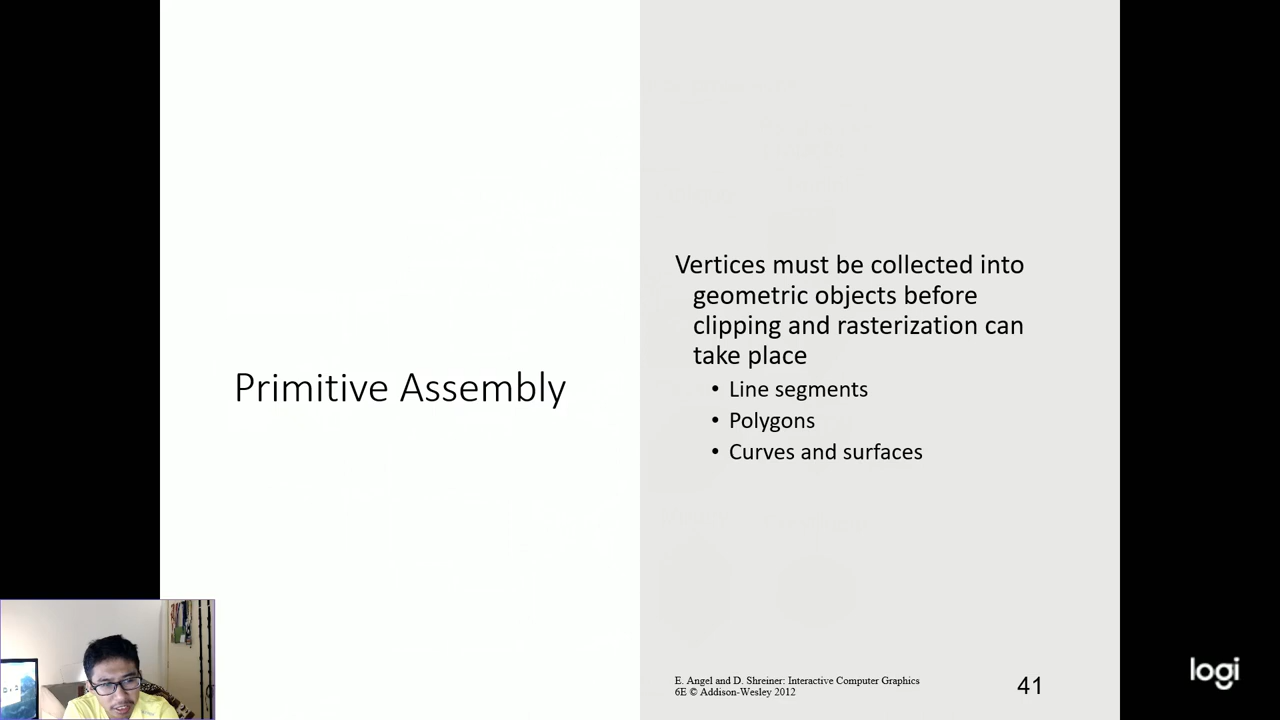 Primitive Assembly
Vertices must be collected into
geometric objects before
clipping and rasterization can
take place
• Line segments
• Polygons
• Curves and surfaces
E. Angel and D. Shreiner: Interactive Computer Graphics
6E © Addison-Wesley 2012
41
logi